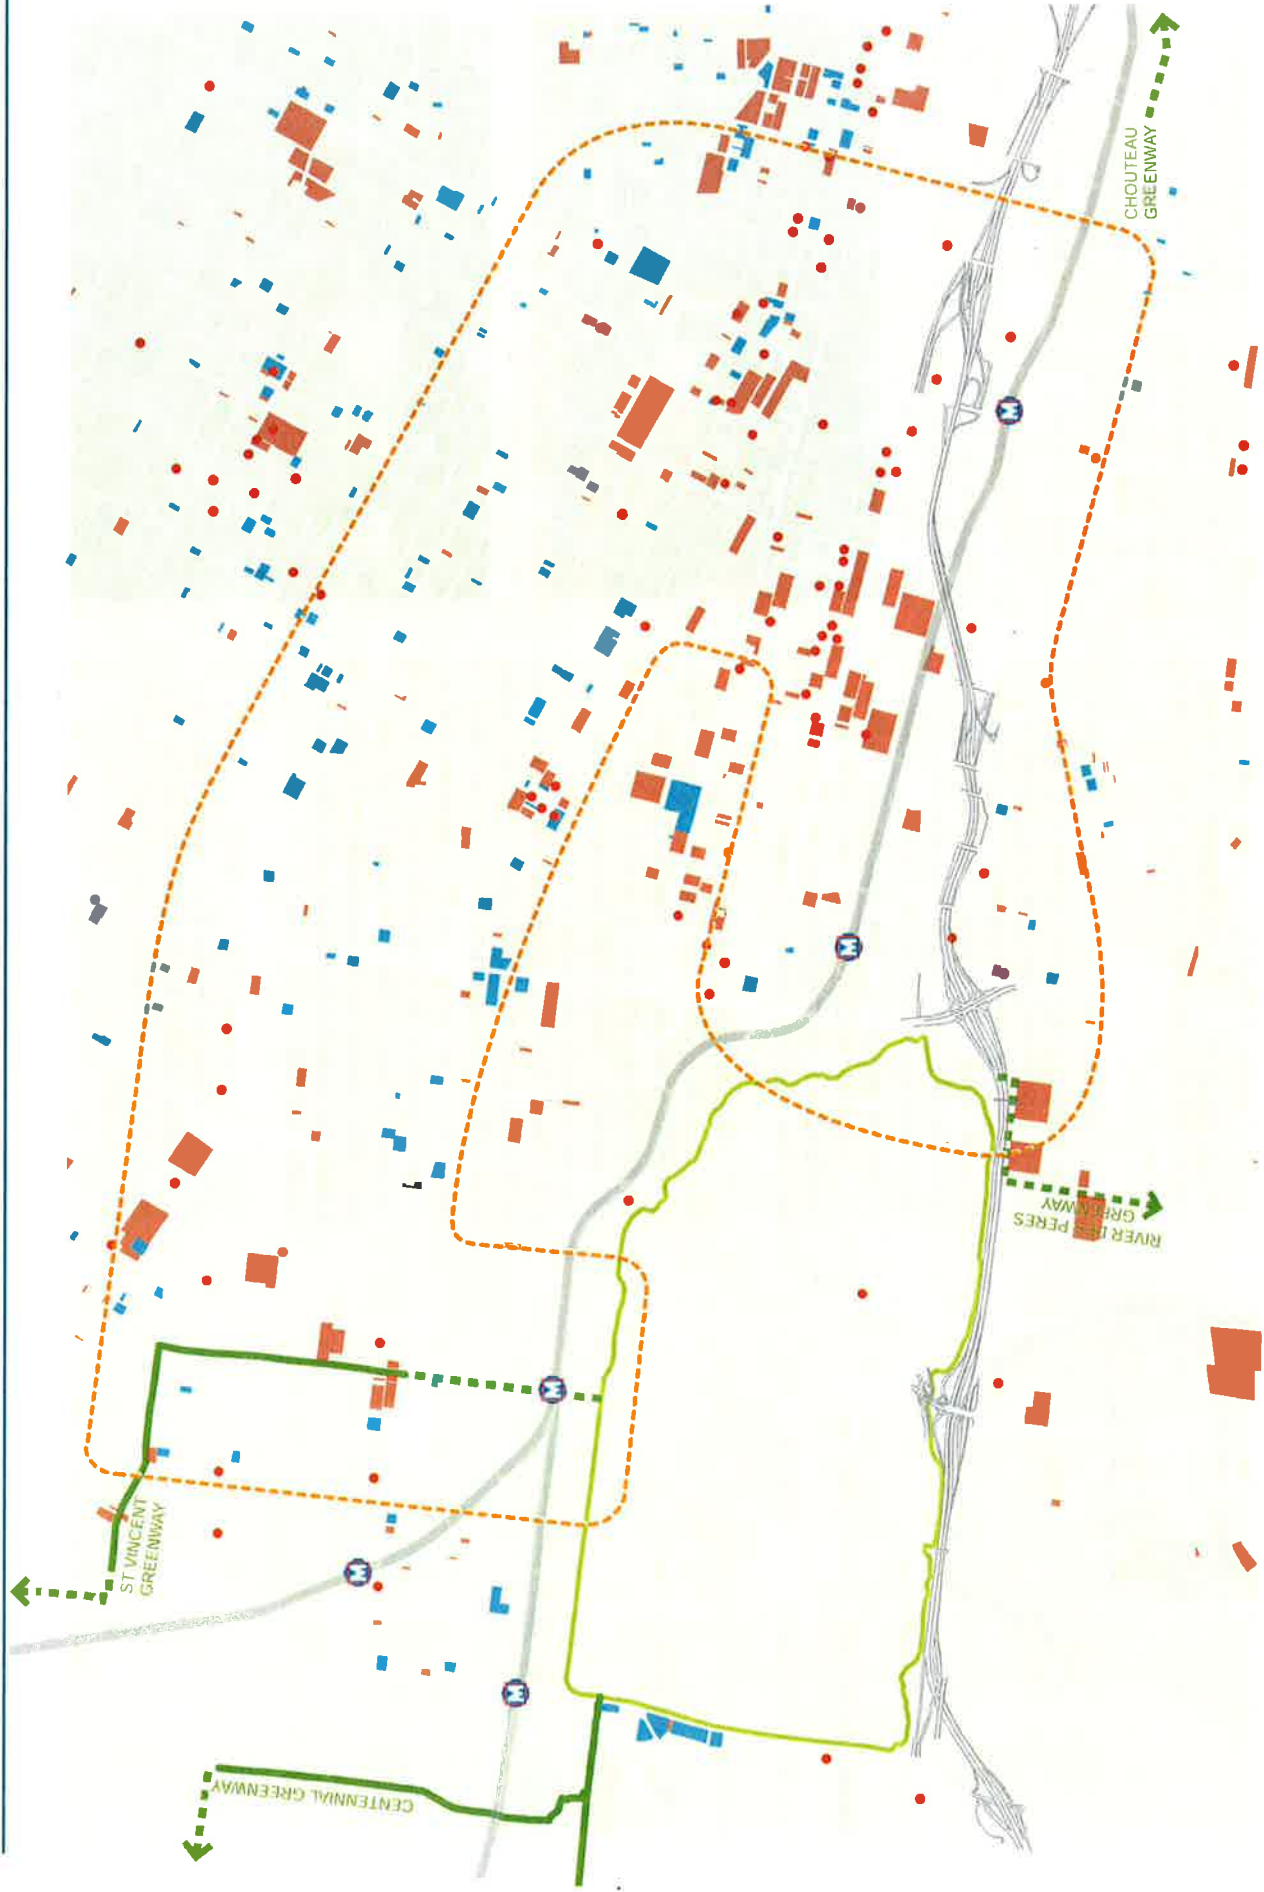 CHOUTEAU
GREENWAY
M
M
RIVER DES PERES
GREENWAY
M
ST VINCENT
GREENWAY
M
M
CENTENNIAL GREENWAY